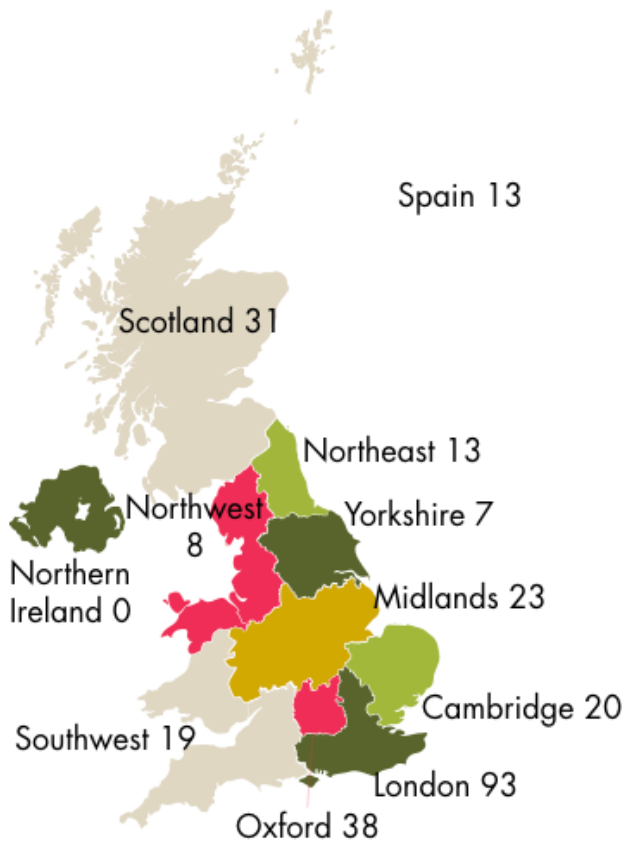 Spain 13
Scotland 31
Northeast 13
Northwest
8
Yorkshire 7
Northern
Ireland 0
Midlands 23
Cambridge 20
Southwest 19
London 93
Oxford 38